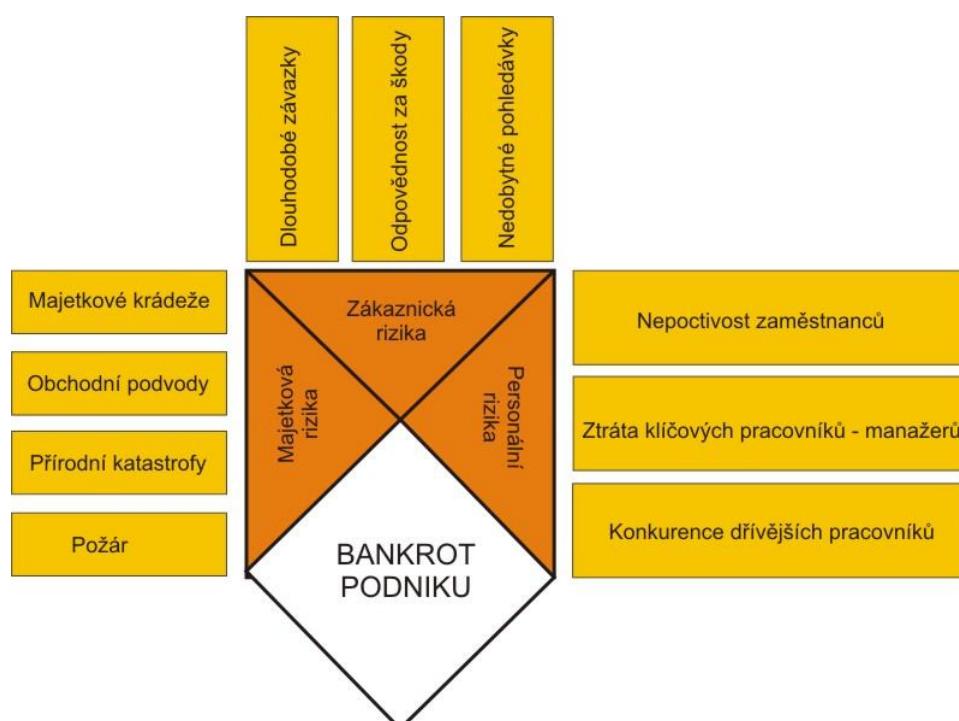 Dlouhodobé závazky
Odpovědnost za škody
Nedobytné pohledávky
Majetkové krádeže
Obchodní podvody
Přírodní katastrofy
Požár
Zákaznická
rizika
Majetková
rizika
Personální
rizika
BANKROT
PODNIKU
Nepoctivost zaměstnanců
Ztráta klíčových pracovníků - manažerů
Konkurence dřívějších pracovníků